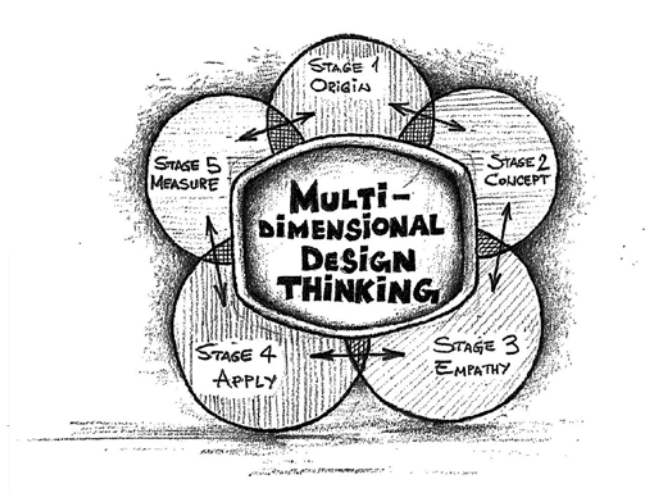 STAGE 1
ORIGIN
STAGE 2
CONCEPT
STAGE 3
EMPATHY
STAGE 4
APPLY
STAGE 5
MEASURE
MULTI-
DIMENSIONAL
DESIGN
THINKING